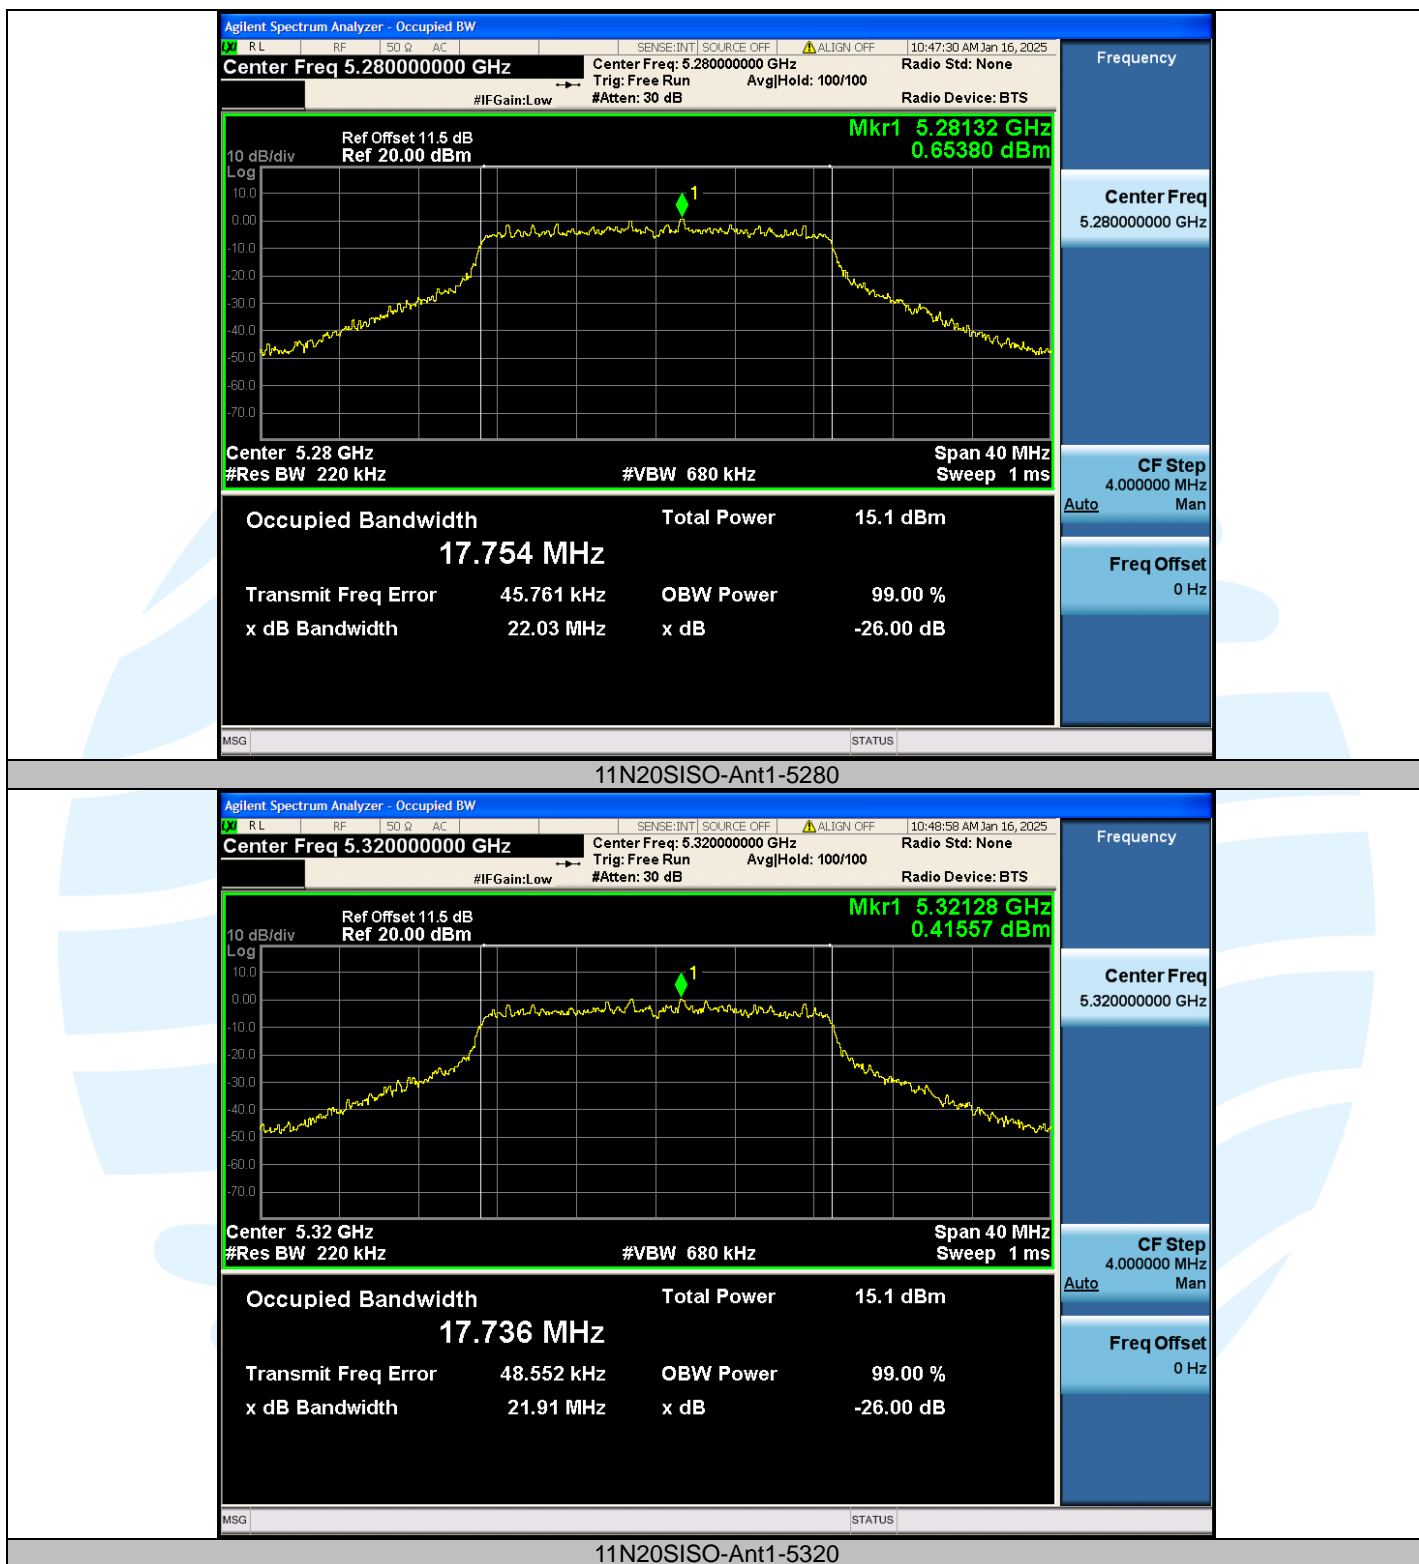 Agilent Spectrum Analyzer - Occupied BW
LXI RL RF 50 Ω AC SENSE:INT SOURCE OFF ALIGN OFF 10:47:30 AM Jan 16, 2025
Center Freq 5.280000000 GHz
Center Freq: 5.280000000 GHz Radio Std: None
Trig: Free Run Avg|Hold: 100/100
#IFGain:Low #Atten: 30 dB Radio Device: BTS
Frequency
Mkr1 5.28132 GHz
0.65380 dBm
Ref Offset 11.5 dB
10 dB/div Ref 20.00 dBm
Log
10.0
0.00
-10.0
-20.0
-30.0
-40.0
-50.0
-60.0
-70.0
1
Center 5.28 GHz Span 40 MHz
#Res BW 220 kHz #VBW 680 kHz Sweep 1 ms
Center Freq
5.280000000 GHz
CF Step
4.000000 MHz
Auto Man
Freq Offset
0 Hz
Occupied Bandwidth Total Power 15.1 dBm
17.754 MHz
Transmit Freq Error 45.761 kHz OBW Power 99.00 %
x dB Bandwidth 22.03 MHz x dB -26.00 dB
MSG STATUS
11N20SISO-Ant1-5280
Agilent Spectrum Analyzer - Occupied BW
LXI RL RF 50 Ω AC SENSE:INT SOURCE OFF ALIGN OFF 10:48:58 AM Jan 16, 2025
Center Freq 5.320000000 GHz
Center Freq: 5.320000000 GHz Radio Std: None
Trig: Free Run Avg|Hold: 100/100
#IFGain:Low #Atten: 30 dB Radio Device: BTS
Frequency
Mkr1 5.32128 GHz
0.41557 dBm
Ref Offset 11.5 dB
10 dB/div Ref 20.00 dBm
Log
10.0
0.00
-10.0
-20.0
-30.0
-40.0
-50.0
-60.0
-70.0
1
Center 5.32 GHz Span 40 MHz
#Res BW 220 kHz #VBW 680 kHz Sweep 1 ms
Center Freq
5.320000000 GHz
CF Step
4.000000 MHz
Auto Man
Freq Offset
0 Hz
Occupied Bandwidth Total Power 15.1 dBm
17.736 MHz
Transmit Freq Error 48.552 kHz OBW Power 99.00 %
x dB Bandwidth 21.91 MHz x dB -26.00 dB
MSG STATUS
11N20SISO-Ant1-5320